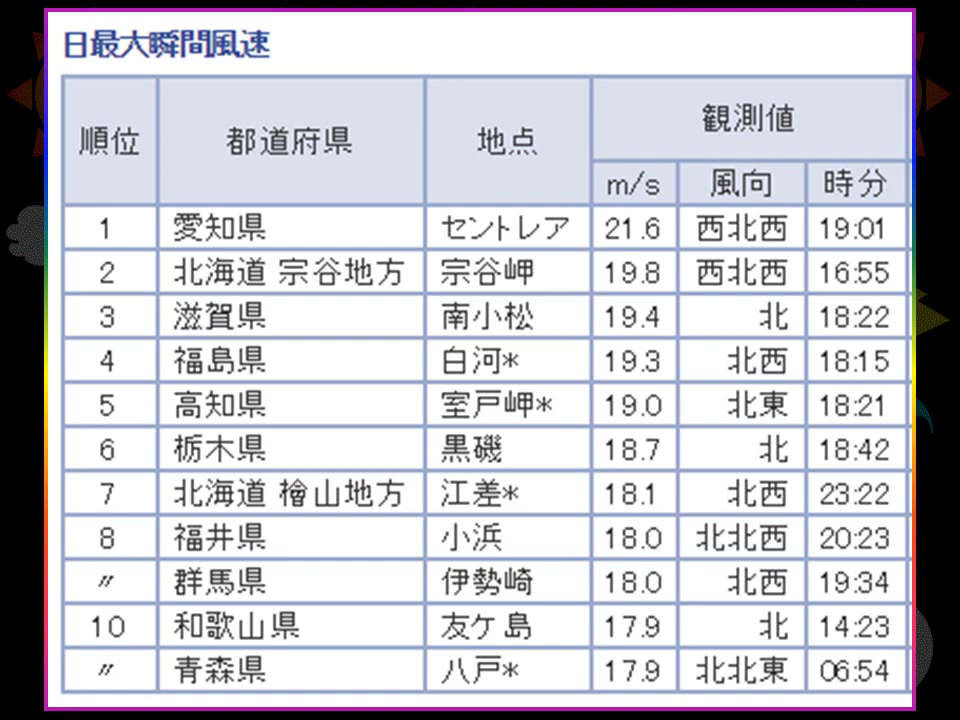 日最大瞬間風速
順位 都道府県 地点 観測値
m/s 風向 時分
1 愛知県 セントレア 21.6 西北西 19:01
2 北海道 宗谷地方 宗谷岬 19.8 西北西 16:55
3 滋賀県 南小松 19.4 北 18:22
4 福島県 白河* 19.3 北西 18:15
5 高知県 室戸岬* 19.0 北東 18:21
6 栃木県 黒磯 18.7 北 18:42
7 北海道 檜山地方 江差* 18.1 北西 23:22
8 福井県 小浜 18.0 北北西 20:23
〃 群馬県 伊勢崎 18.0 北西 19:34
10 和歌山県 友ケ島 17.9 北 14:23
〃 青森県 八戸* 17.9 北北東 06:54